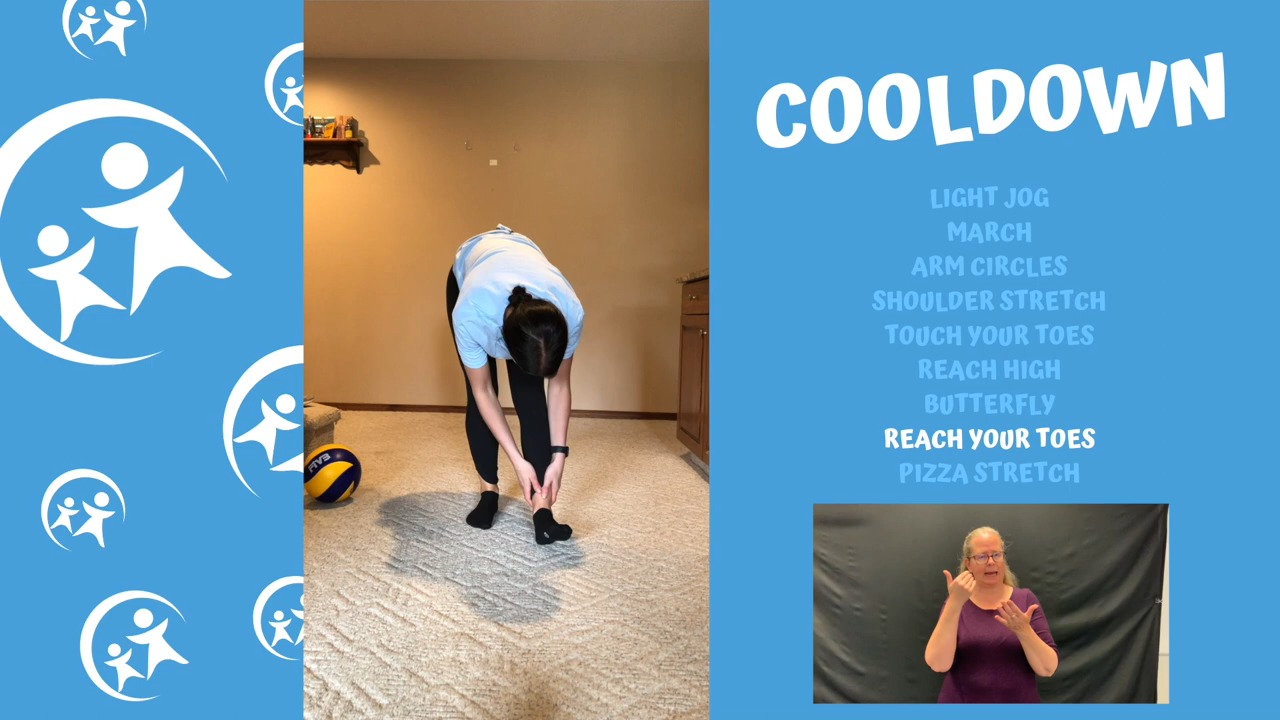 COOLDOWN
LIGHT JOG
MARCH
ARM CIRCLES
SHOULDER STRETCH
TOUCH YOUR TOES
REACH HIGH
BUTTERFLY
REACH YOUR TOES
PIZZA STRETCH
FIVB